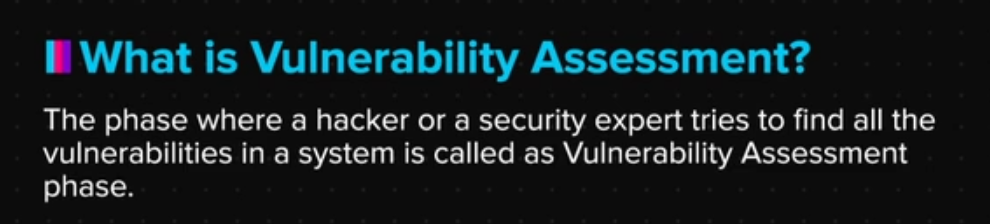 What is Vulnerability Assessment?
The phase where a hacker or a security expert tries to find all the
vulnerabilities in a system is called as Vulnerability Assessment
phase.